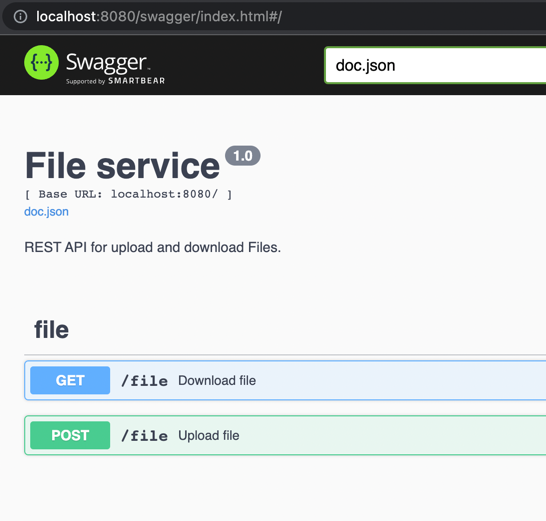 localhost:8080/swagger/index.html#/
Swagger
Supported by SMARTBEAR
doc.json
File service 1.0
[ Base URL: localhost:8080/ ]
doc.json
REST API for upload and download Files.
file
GET /file Download file
POST /file Upload file